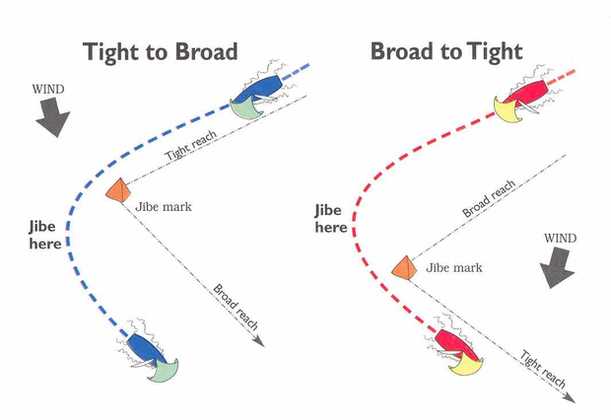 Tight to Broad
WIND
Tight reach
Jibe mark
Jibe
here
Broad reach
Broad to Tight
Broad reach
Jibe
here
WIND
Jibe mark
Tight reach